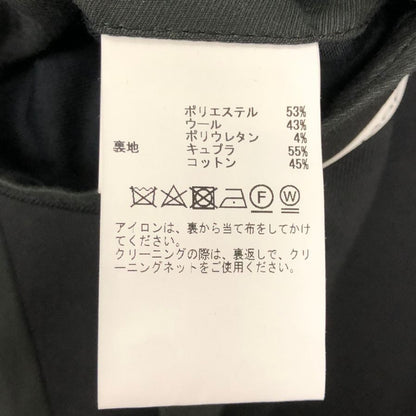 ポリエステル 53%
ウール 43%
ポリウレタン 4%
裏地 キュプラ 55%
コットン 45%
F W
アイロンは、裏から当て布をしてかけ
てください。
クリーニングの際は、裏返しで、クリ
ーニングネットをご使用ください。